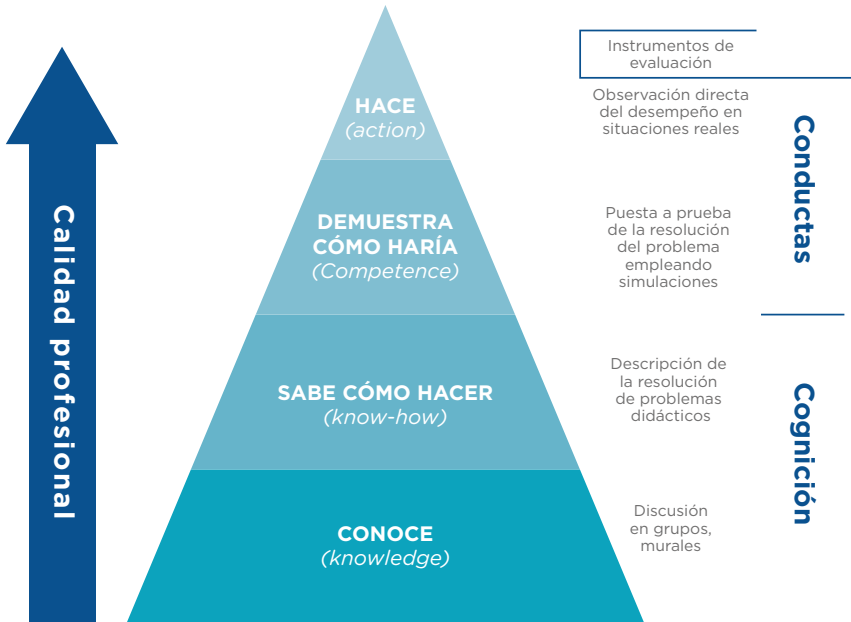 Instrumentos de
evaluación
HACE
(action)
Observación directa
del desempeño en
situaciones reales
DEMUESTRA
CÓMO HARÍA
(Competence)
Puesta a prueba
de la resolución
del problema
empleando
simulaciones
Conductas
SABE CÓMO HACER
(know-how)
Descripción de
la resolución
de problemas
didácticos
CONOCE
(knowledge)
Discusión
en grupos,
murales
Cognición
Calidad profesional